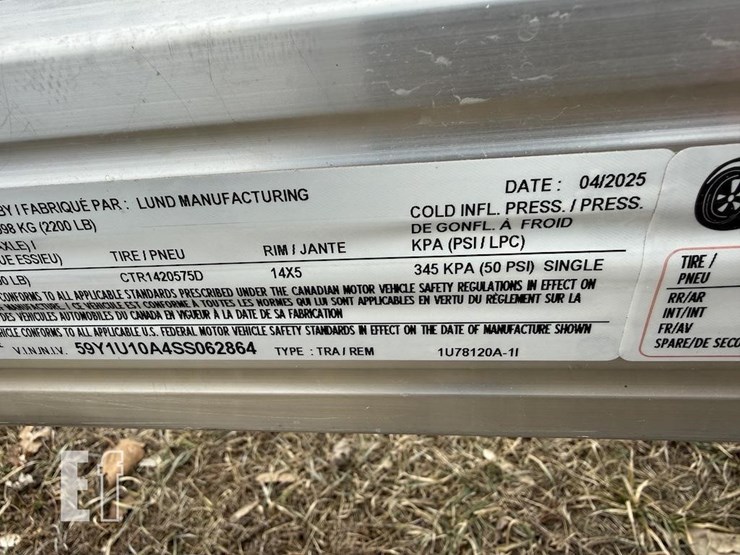 BY / FABRIQUÉ PAR : LUND MANUFACTURING
DATE : 04/2025
98 KG (2200 LB)
COLD INFL. PRESS. / PRESS.
DE GONFL. À FROID
KPA (PSI / LPC)
AXLE) /
UE ESSIEU)
TIRE / PNEU
RIM / JANTE
0 LB)
CTR1420575D
14X5
345 KPA (50 PSI) SINGLE
CONFORMS TO ALL APPLICABLE STANDARDS PRESCRIBED UNDER THE CANADIAN MOTOR VEHICLE SAFETY REGULATIONS IN EFFECT ON
MANUFACTURE. / CE VÉHICULE EST CONFORME À TOUTES LES NORMES QUI LUI SONT APPLICABLES EN VERTU DU RÉGLEMENT SUR LA
DES VÉHICULES AUTOMOBILES DU CANADA EN VIGUEUR À LA DATE DE SA FABRICATION
HICLE CONFORMS TO ALL APPLICABLE U.S. FEDERAL MOTOR VEHICLE SAFETY STANDARDS IN EFFECT ON THE DATE OF MANUFACTURE SHOWN
V.I.N./N.I.V. 59Y1U10A4SS062864 TYPE : TRA / REM 1U78120A-1I
TIRE /
PNEU
RR/AR
INT/INT
FR/AV
SPARE/DE SECO